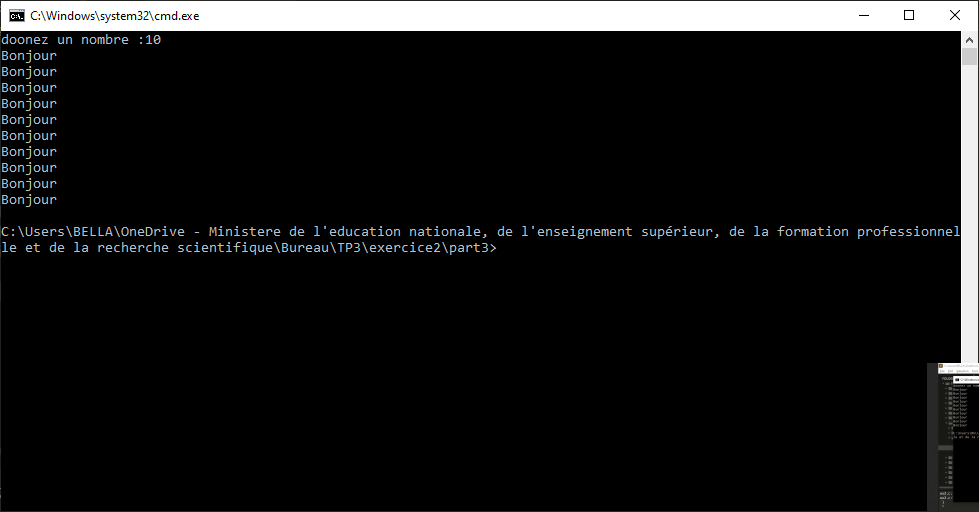 C:\Windows\system32\cmd.exe
doonez un nombre :10
Bonjour
Bonjour
Bonjour
Bonjour
Bonjour
Bonjour
Bonjour
Bonjour
Bonjour
Bonjour
C:\Users\BELLA\OneDrive - Ministere de l'education nationale, de l'enseignement supérieur, de la formation professionnel
le et de la recherche scientifique\Bureau\TP3\exercice2\part3>